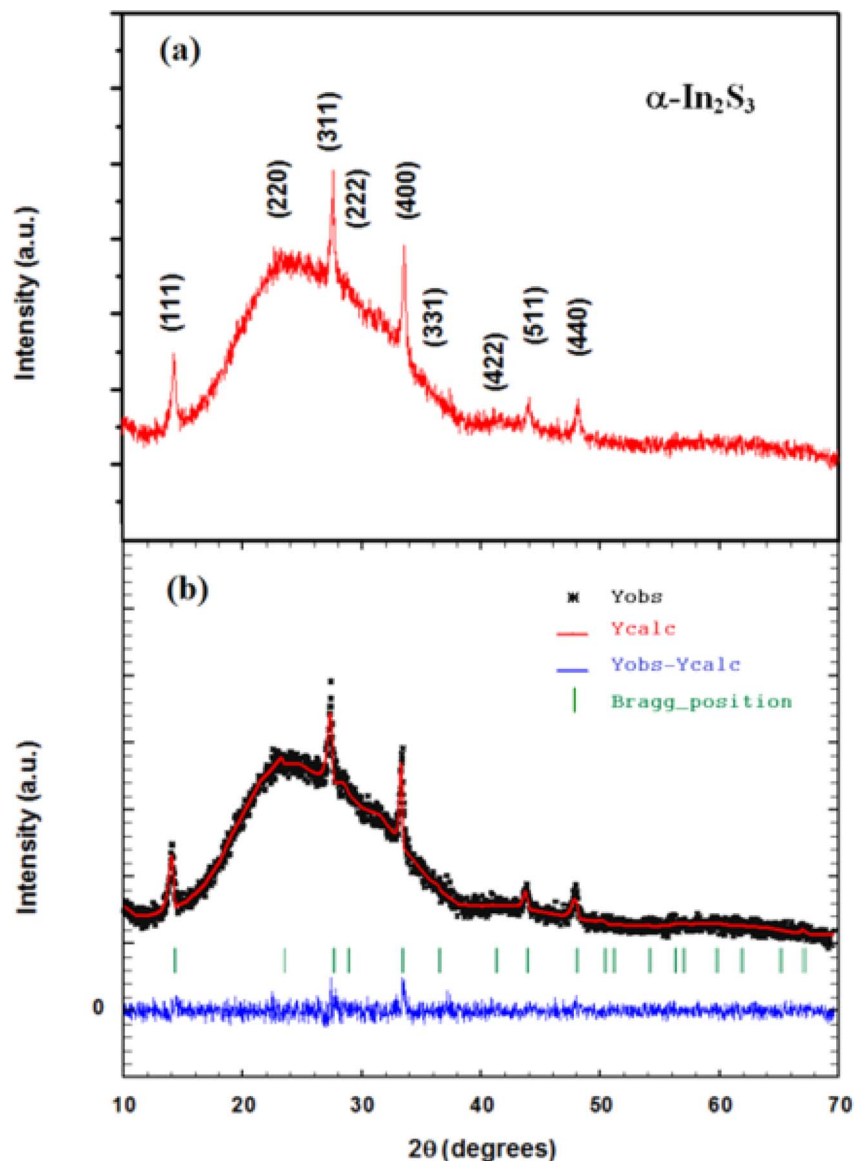 (a)
α-In₂S₃
Intensity (a.u.)
(111)
(220)
(311)
(222)
(400)
(331)
(422)
(511)
(440)
(b)
Yobs
Ycalc
Yobs-Ycalc
Bragg_position
Intensity (a.u.)
0
10 20 30 40 50 60 70
2θ (degrees)